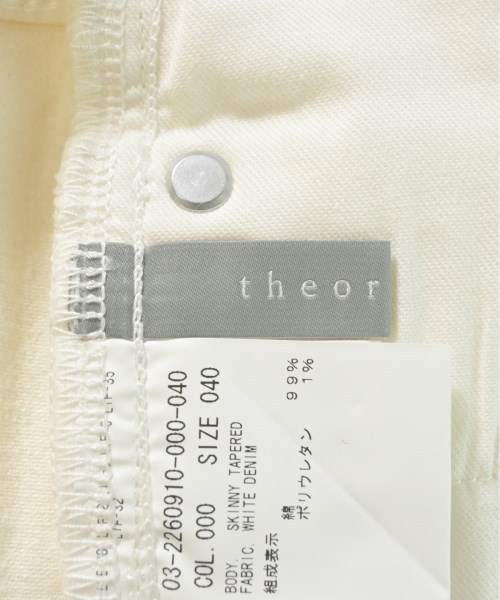 theor
03-2260910-000-040
COL. 000 SIZE 040
BODY. SKINNY TAPERED
FABRIC. WHITE DENIM
組成表示
綿 99%
ポリウレタン 1%